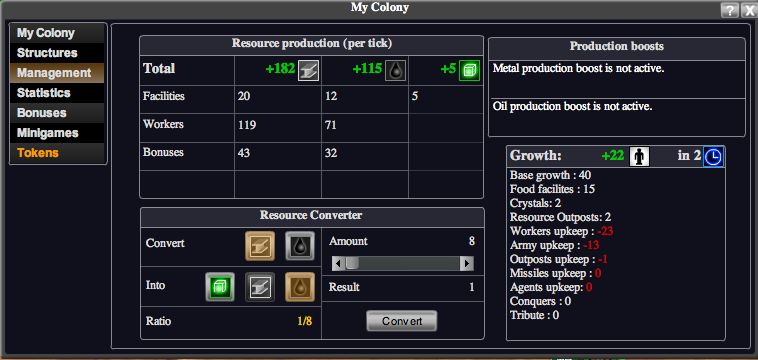 My Colony
? X
My Colony
Structures
Management
Statistics
Bonuses
Minigames
Tokens
Resource production (per tick)
Total +182 +115 +5
Facilities 20 12 5
Workers 119 71
Bonuses 43 32
Resource Converter
Convert
Into
Ratio 1/8
Amount 8
Result 1
Convert
Production boosts
Metal production boost is not active.
Oil production boost is not active.
Growth: +22 in 2
Base growth : 40
Food facilites : 15
Crystals: 2
Resource Outposts: 2
Workers upkeep : -23
Army upkeep : -13
Outposts upkeep : -1
Missiles upkeep : 0
Agents upkeep: 0
Conquers : 0
Tribute : 0